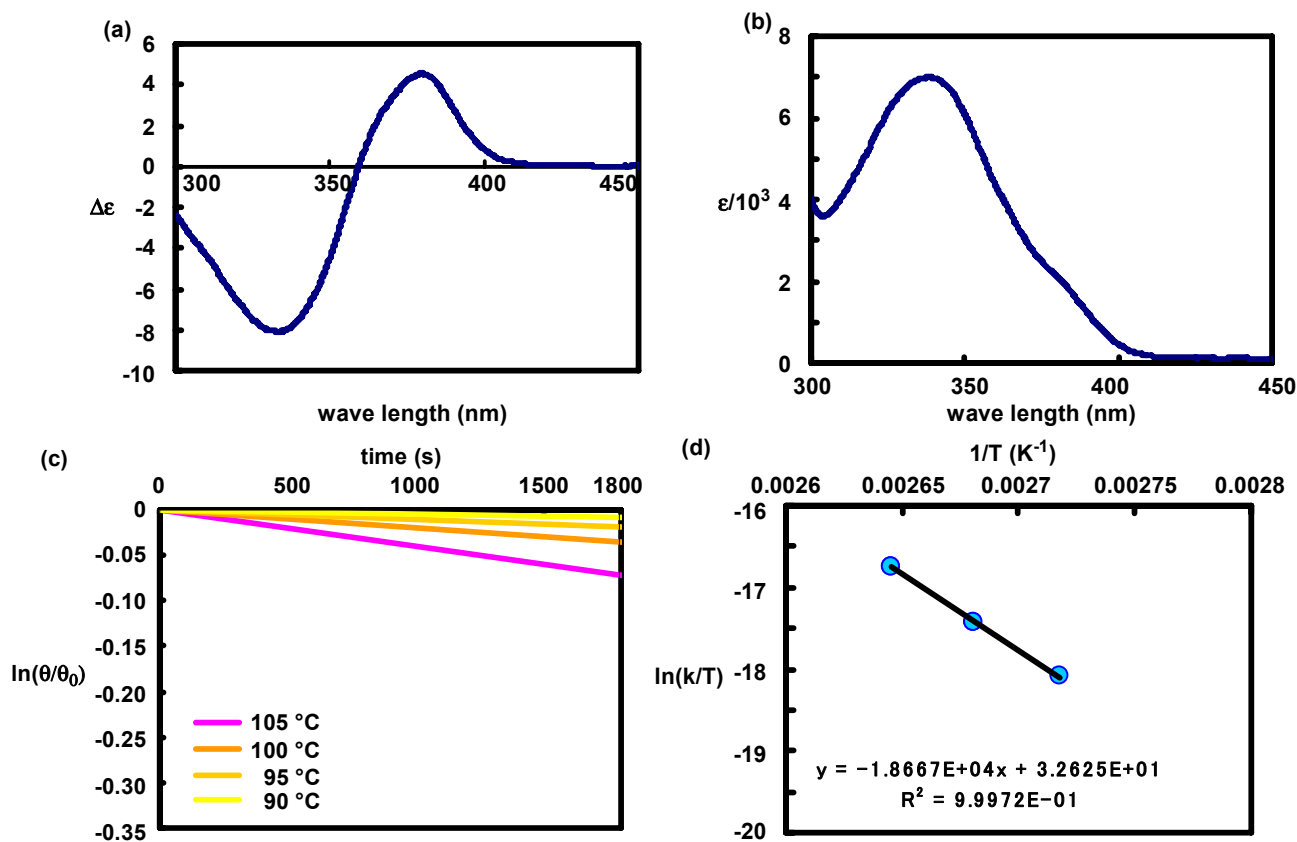 (a)
6
4
2
0
-2
-4
-6
-8
-10
Δε
300 350 400 450
wave length (nm)
(b)
8
6
4
2
0
ε/10³
300 350 400 450
wave length (nm)
(c)
time (s)
0 500 1000 1500 1800
0
-0.05
-0.10
-0.15
-0.20
-0.25
-0.30
-0.35
ln(θ/θ₀)
105 °C
100 °C
95 °C
90 °C
(d)
1/T (K⁻¹)
0.0026 0.00265 0.0027 0.00275 0.0028
-16
-17
-18
-19
-20
ln(k/T)
y = −1.8667E+04x + 3.2625E+01
R² = 9.9972E−01